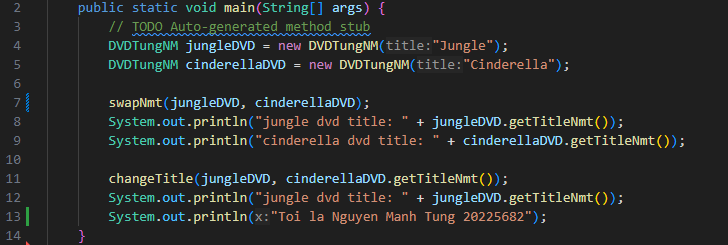 2 public static void main(String[] args) {
3 // TODO Auto-generated method stub
4 DVDTungNM jungleDVD = new DVDTungNM(title:"Jungle");
5 DVDTungNM cinderellaDVD = new DVDTungNM(title:"Cinderella");
6
7 swapNmt(jungleDVD, cinderellaDVD);
8 System.out.println("jungle dvd title: " + jungleDVD.getTitleNmt());
9 System.out.println("cinderella dvd title: " + cinderellaDVD.getTitleNmt());
10
11 changeTitle(jungleDVD, cinderellaDVD.getTitleNmt());
12 System.out.println("jungle dvd title: " + jungleDVD.getTitleNmt());
13 System.out.println(x:"Toi la Nguyen Manh Tung 20225682");
14 }